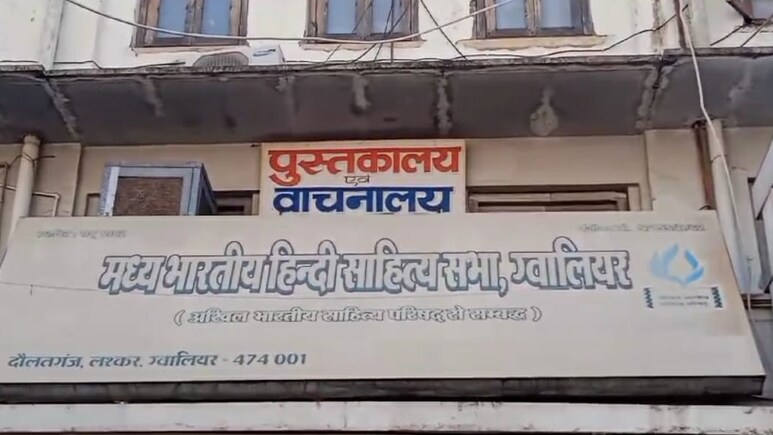 पुस्तकालय
एवं
वाचनालय
मध्य भारतीय हिन्दी साहित्य सभा, ग्वालियर
( अखिल भारतीय साहित्य परिषद् से सम्बद्ध )
दौलतगंज, लश्कर, ग्वालियर - 474 001